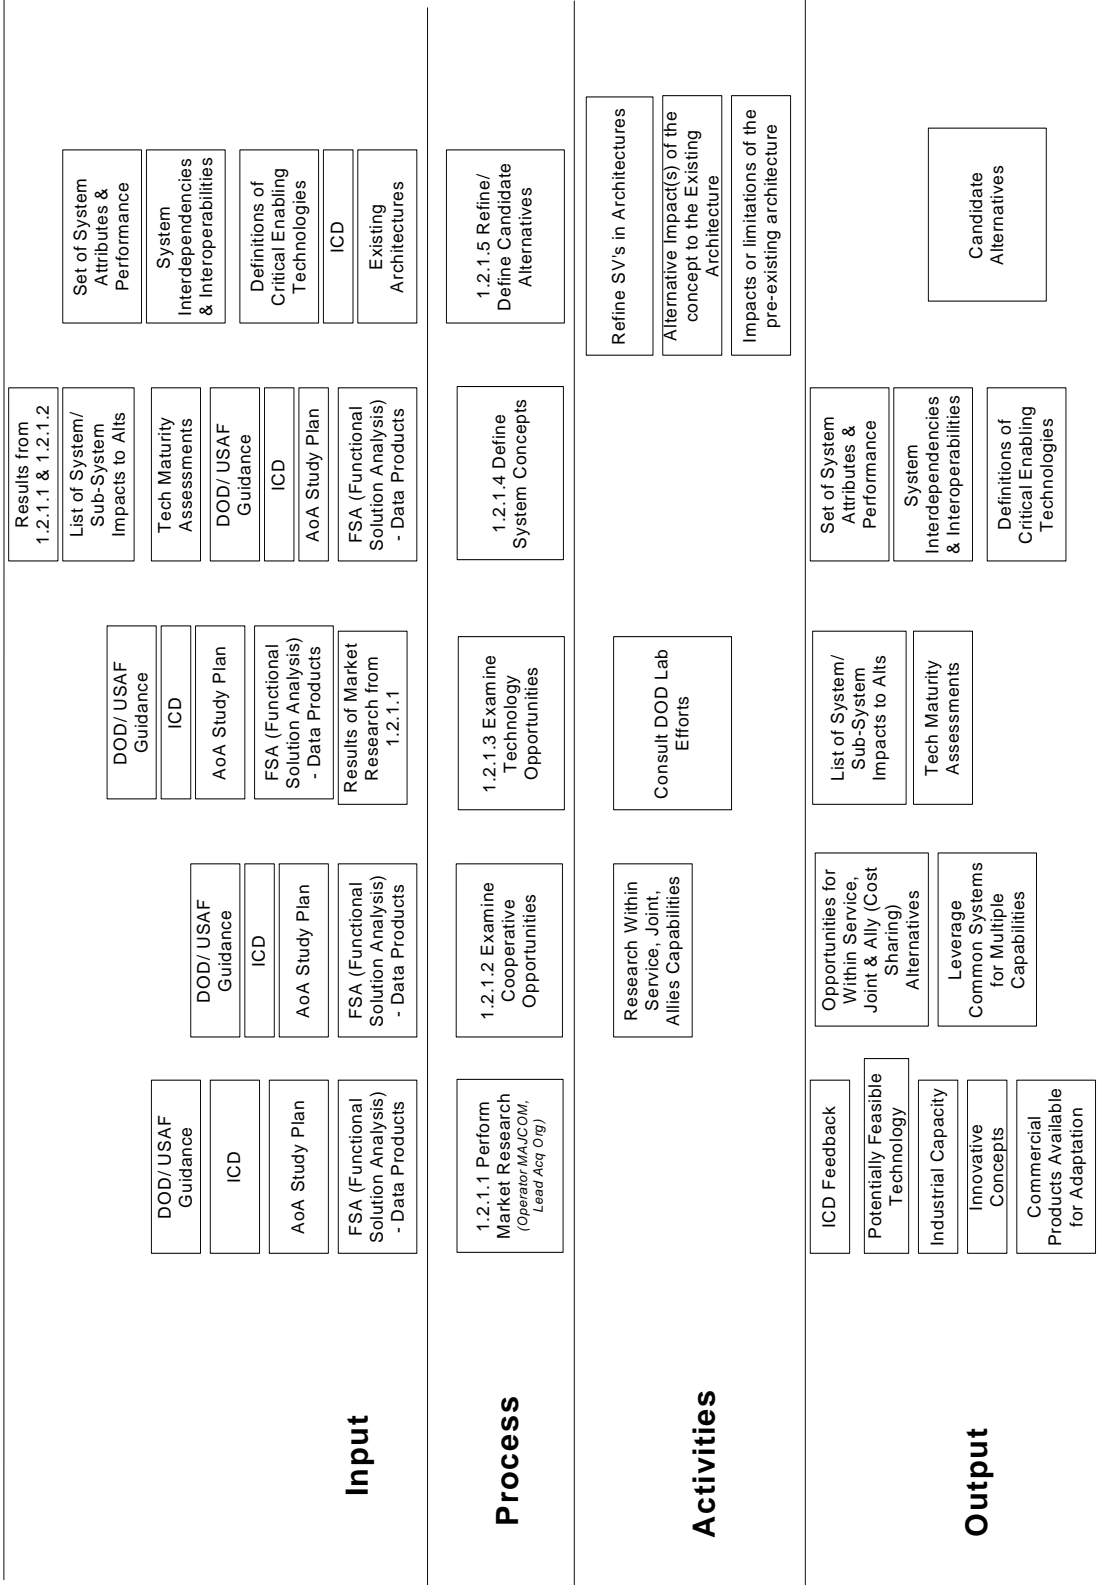 Input
DOD/ USAF
Guidance
ICD
AoA Study Plan
FSA (Functional
Solution Analysis)
- Data Products
DOD/ USAF
Guidance
ICD
AoA Study Plan
FSA (Functional
Solution Analysis)
- Data Products
DOD/ USAF
Guidance
ICD
AoA Study Plan
FSA (Functional
Solution Analysis)
- Data Products
Results of Market
Research from
1.2.1.1
Results from
1.2.1.1 & 1.2.1.2
List of System/
Sub-System
Impacts to Alts
Tech Maturity
Assessments
DOD/ USAF
Guidance
ICD
AoA Study Plan
FSA (Functional
Solution Analysis)
- Data Products
Set of System
Attributes &
Performance
System
Interdependencies
& Interoperabilities
Definitions of
Critical Enabling
Technologies
ICD
Existing
Architectures
Process
1.2.1.1 Perform
Market Research
(Operator MAJCOM,
Lead Acq Org)
1.2.1.2 Examine
Cooperative
Opportunities
1.2.1.3 Examine
Technology
Opportunities
1.2.1.4 Define
System Concepts
1.2.1.5 Refine/
Define Candidate
Alternatives
Activities
Research Within
Service, Joint,
Allies Capabilities
Consult DOD Lab
Efforts
Refine SV's in Architectures
Alternative Impact(s) of the
concept to the Existing
Architecture
Impacts or limitations of the
pre-existing architecture
Output
ICD Feedback
Potentially Feasible
Technology
Industrial Capacity
Innovative
Concepts
Commercial
Products Available
for Adaptation
Opportunities for
Within Service,
Joint & Ally (Cost
Sharing)
Alternatives
Leverage
Common Systems
for Multiple
Capabilities
List of System/
Sub-System
Impacts to Alts
Tech Maturity
Assessments
Set of System
Attributes &
Performance
System
Interdependencies
& Interoperabilities
Definitions of
Critical Enabling
Technologies
Candidate
Alternatives